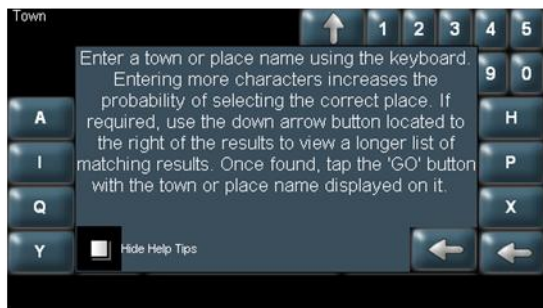 Town
1 2 3 4 5
Enter a town or place name using the keyboard.
Entering more characters increases the
probability of selecting the correct place. If
required, use the down arrow button located to
the right of the results to view a longer list of
matching results. Once found, tap the 'GO' button
with the town or place name displayed on it.
9 0
A H
I P
Q X
Y
Hide Help Tips